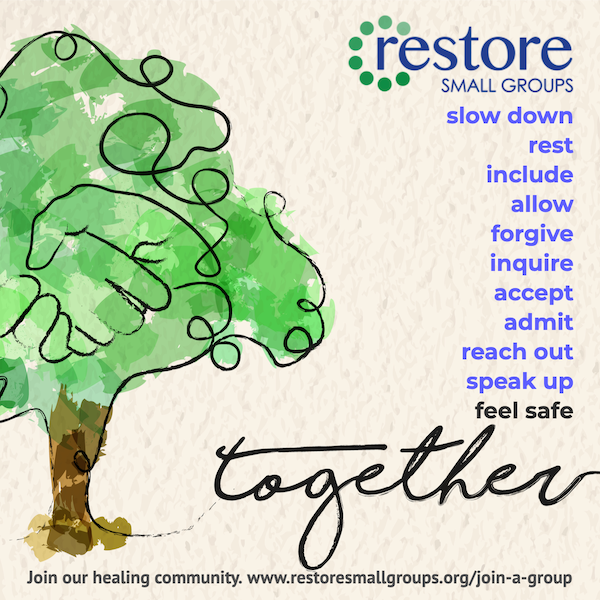 restore
SMALL GROUPS
slow down
rest
include
allow
forgive
inquire
accept
admit
reach out
speak up
feel safe
together
Join our healing community. www.restoresmallgroups.org/join-a-group